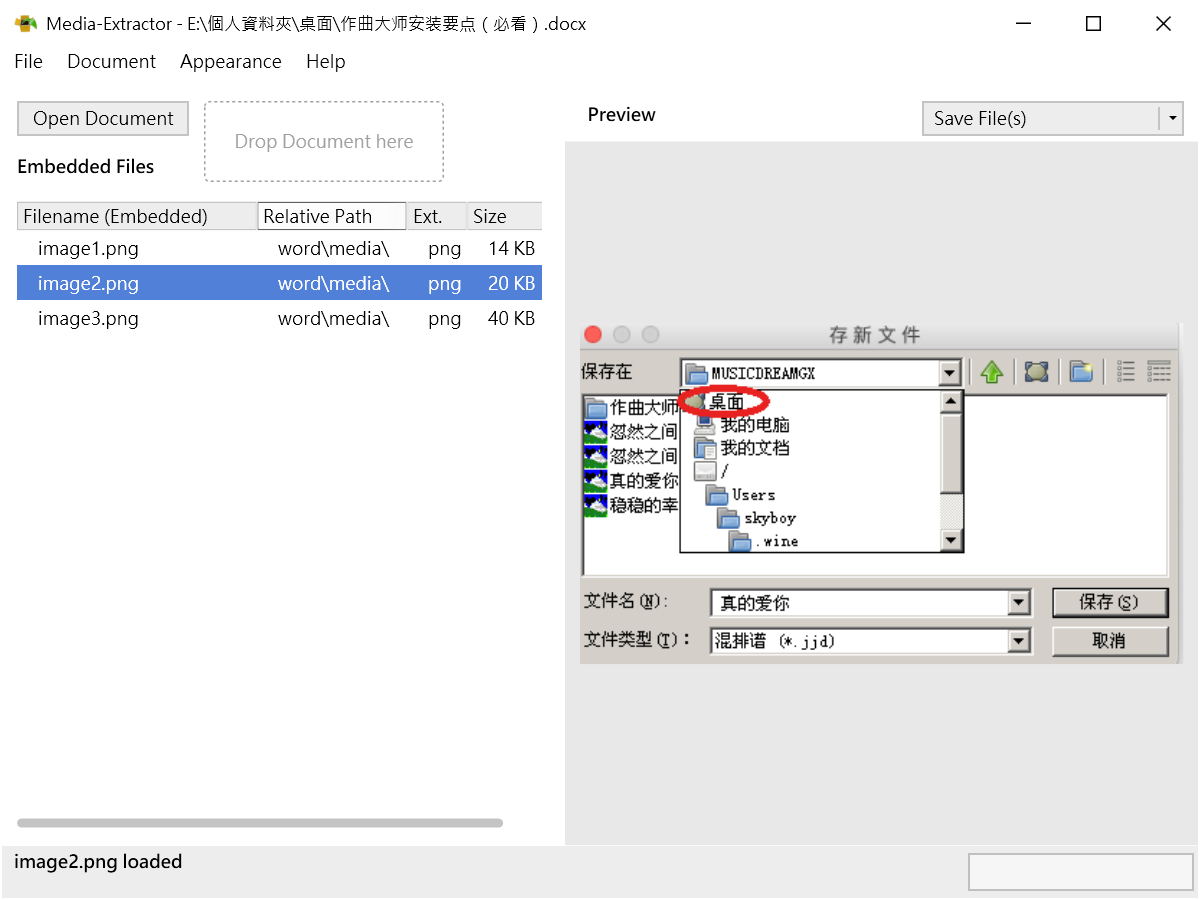 Media-Extractor - E:\個人資料夾\桌面\作曲大师安装要点（必看）.docx
File Document Appearance Help
Open Document
Drop Document here
Embedded Files
Filename (Embedded) Relative Path Ext. Size
image1.png word\media\ png 14 KB
image2.png word\media\ png 20 KB
image3.png word\media\ png 40 KB
Preview
Save File(s)
存新文件
保存在 MUSICDREAMGX
作曲大师
忽然之间
忽然之间
真的爱你
稳稳的幸
桌面
我的电脑
我的文档
/
Users
skyboy
.wine
文件名(N): 真的爱你 保存(S)
文件类型(T): 混排谱 (*.jjd) 取消
image2.png loaded